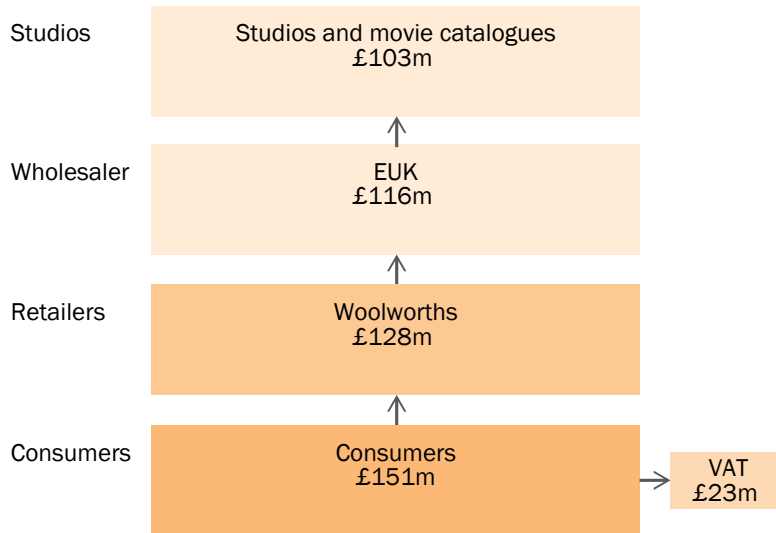 Studios
Studios and movie catalogues
£103m
Wholesaler
EUK
£116m
Retailers
Woolworths
£128m
Consumers
Consumers
£151m
VAT
£23m